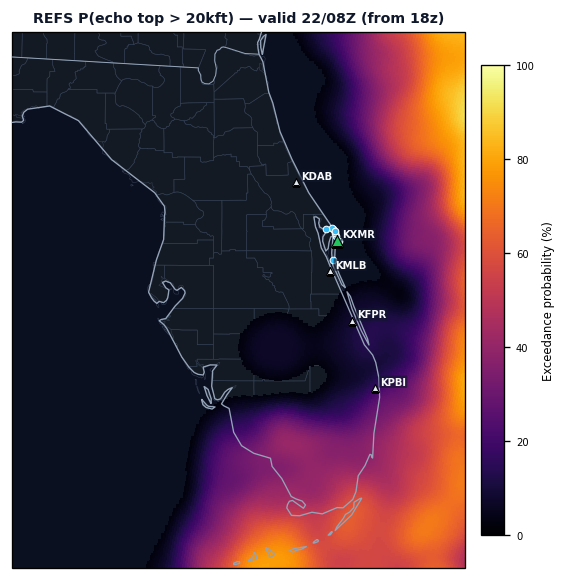 REFS P(echo top > 20kft) — valid 22/08Z (from 18z)
KDAB
KXMR
KMLB
KFPR
KPBI
100
80
60
40
20
0
Exceedance probability (%)